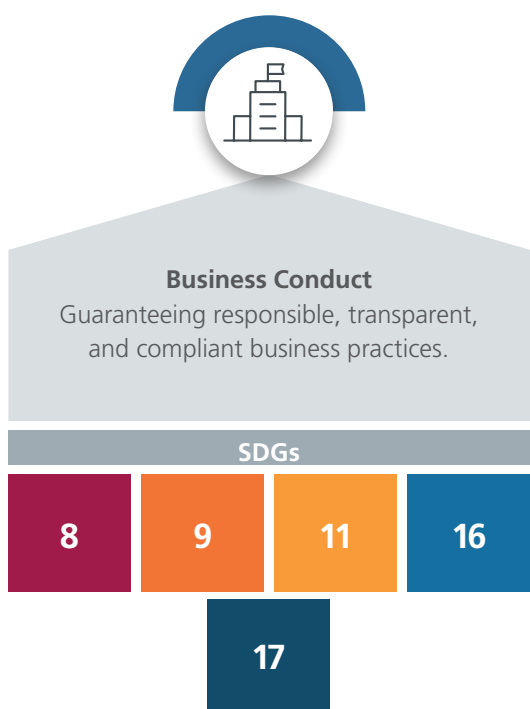 Business Conduct
Guaranteeing responsible, transparent,
and compliant business practices.
SDGs
8 9 11 16
17